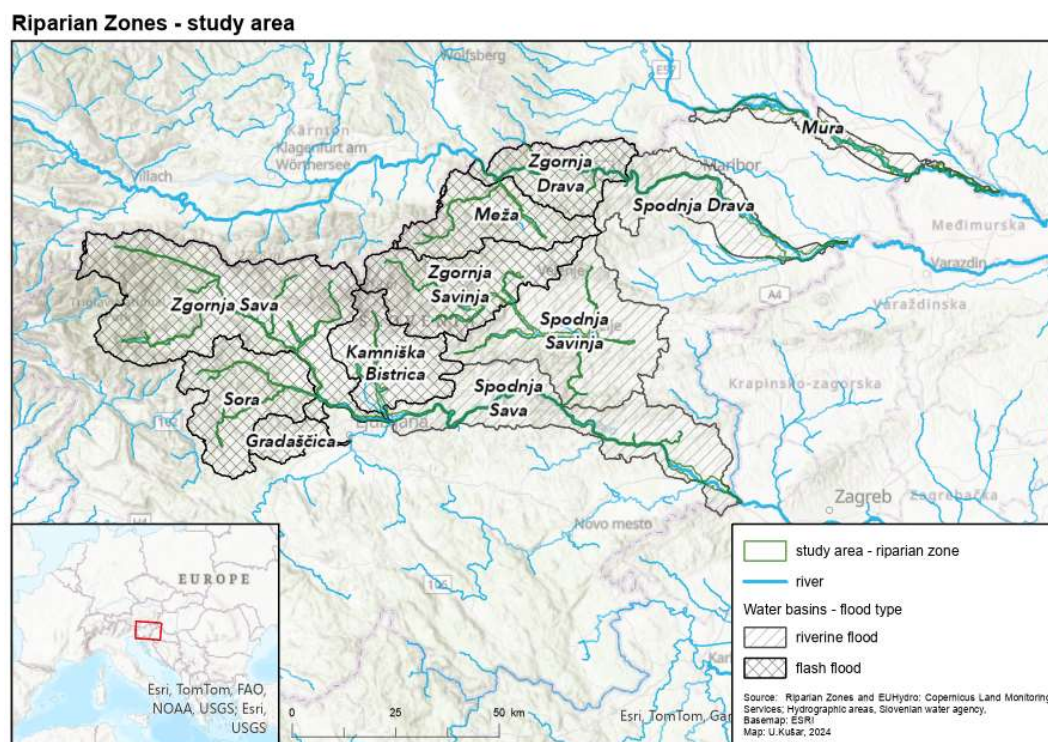 Riparian Zones - study area
Wolfsberg
E57
Mura
Kärnten
Klagenfurt am
Wörthersee
Villach
Zgornja
Drava
Maribor
Meža
Spodnja Drava
Međimurska
Varazdin
Zgornja
Savinja
A4
Varaždinska
Zgornja Sava
Spodnja
Savinja
Kamniška
Bistrica
Krapinsko-zagorska
Sora
Spodnja
Sava
Gradaščica
Zagreb
Zagrebačka
Novo mesto
EUROPE
Esri, TomTom, FAO,
NOAA, USGS; Esri,
USGS
0 25 50 km
Esri, TomTom, Gar
study area - riparian zone
river
Water basins - flood type
riverine flood
flash flood
Source: Riparian Zones and EUHydro: Copernicus Land Monitoring
Services; Hydrographic areas, Slovenian water agency,
Basemap: ESRI
Map: U.Kušar, 2024